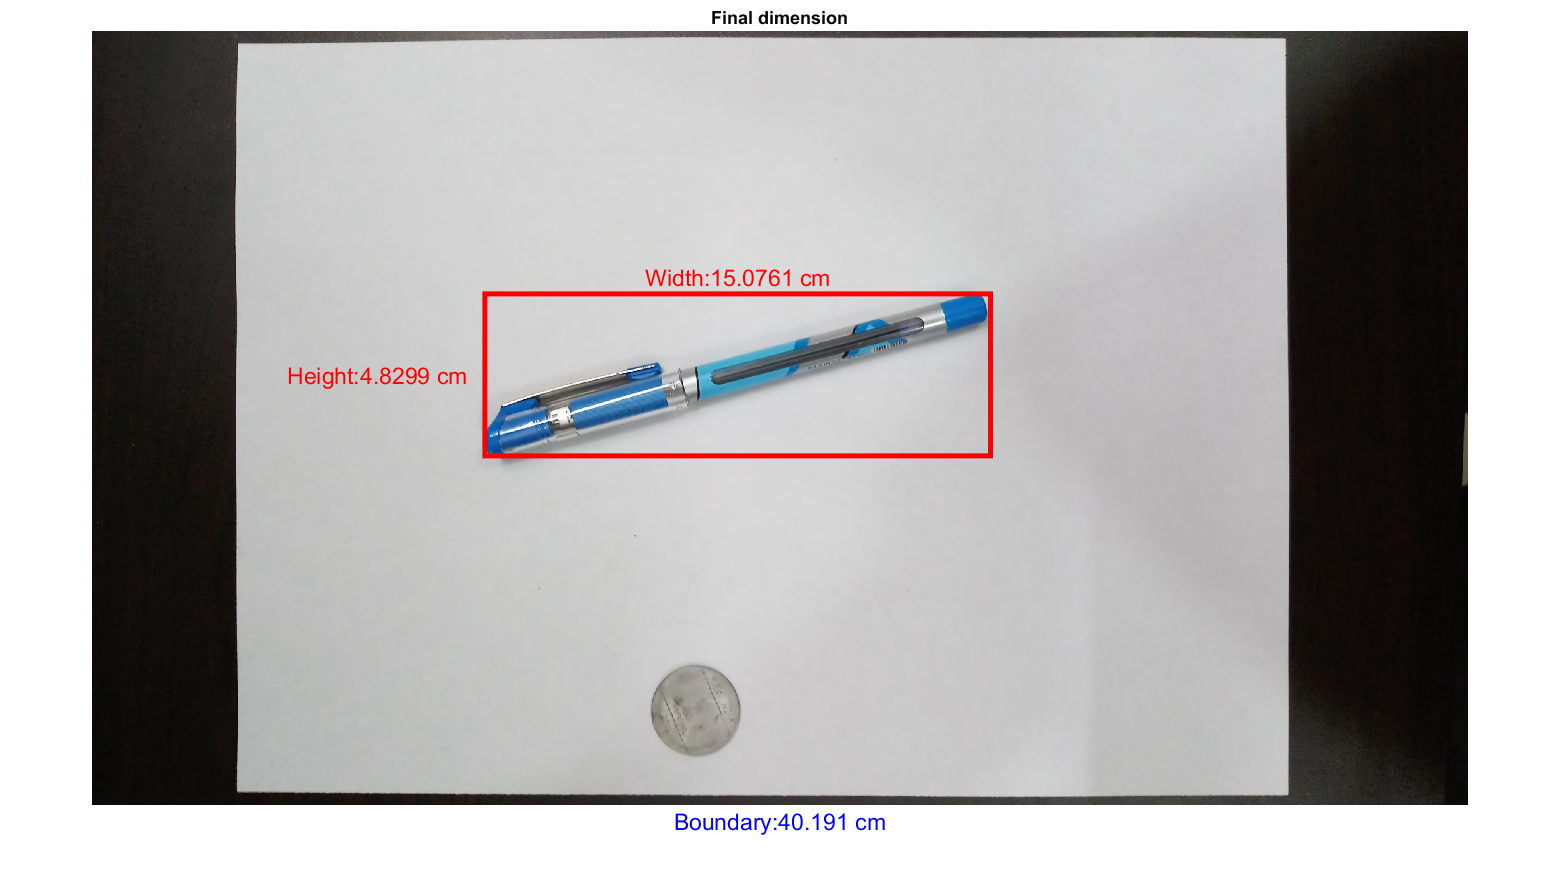 Final dimension
Width:15.0761 cm
Height:4.8299 cm
Boundary:40.191 cm